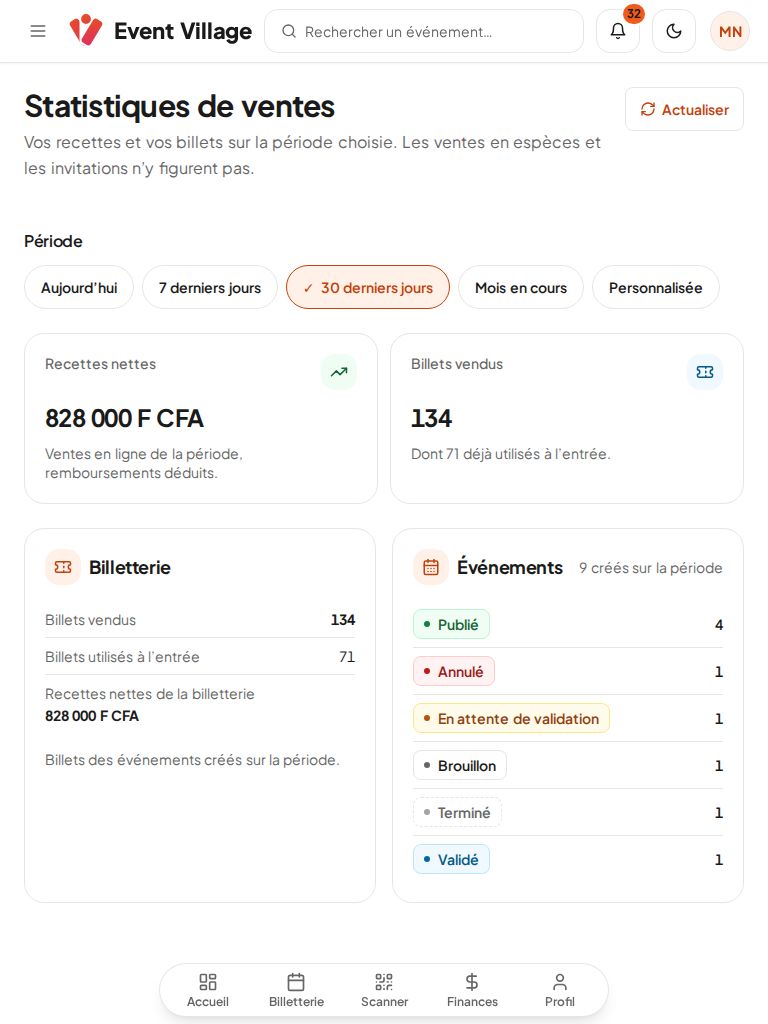 Event Village
Rechercher un événement...
32
MN
Statistiques de ventes
Actualiser
Vos recettes et vos billets sur la période choisie. Les ventes en espèces et
les invitations n'y figurent pas.
Période
Aujourd'hui
7 derniers jours
✓ 30 derniers jours
Mois en cours
Personnalisée
Recettes nettes
828 000 F CFA
Ventes en ligne de la période,
remboursements déduits.
Billets vendus
134
Dont 71 déjà utilisés à l'entrée.
Billetterie
Billets vendus 134
Billets utilisés à l'entrée 71
Recettes nettes de la billetterie
828 000 F CFA
Billets des événements créés sur la période.
Événements 9 créés sur la période
Publié 4
Annulé 1
En attente de validation 1
Brouillon 1
Terminé 1
Validé 1
Accueil
Billetterie
Scanner
Finances
Profil